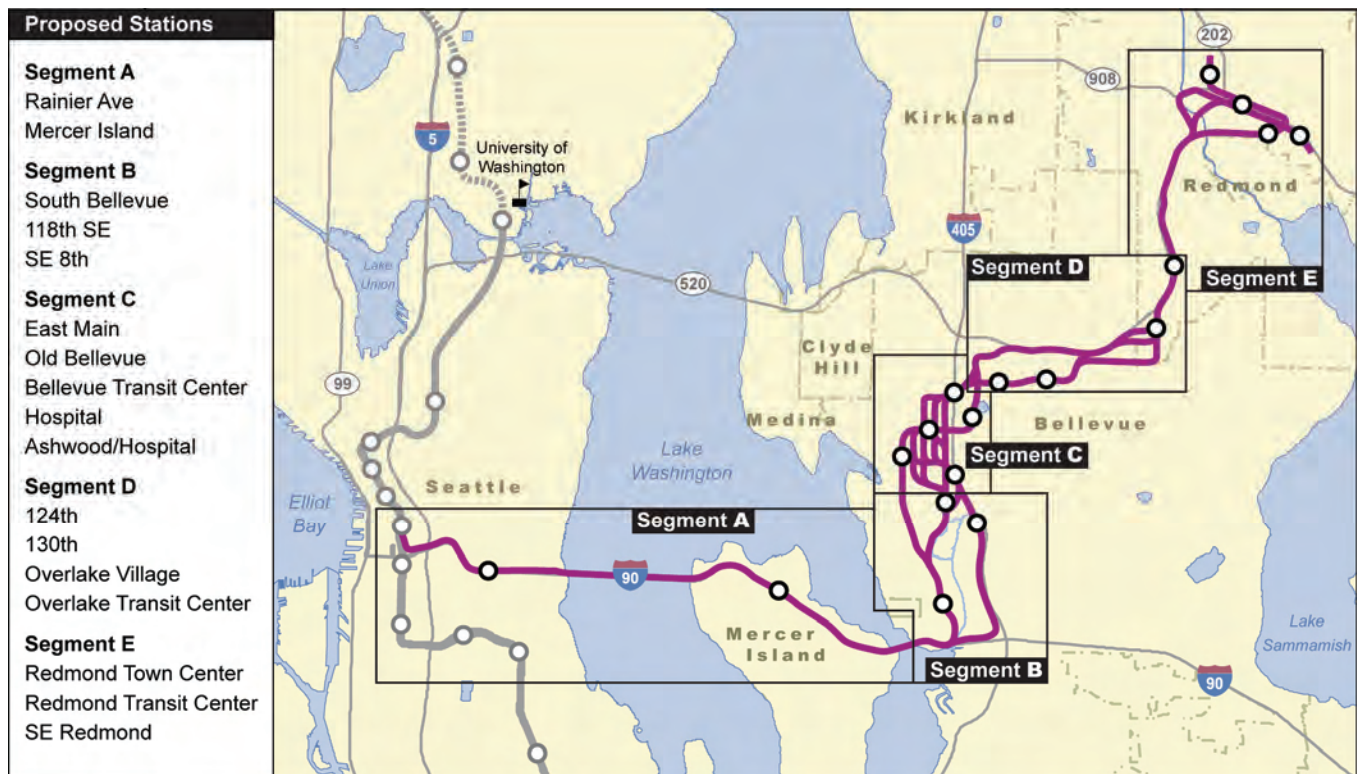 Proposed Stations
Segment A
Rainier Ave
Mercer Island
Segment B
South Bellevue
118th SE
SE 8th
Segment C
East Main
Old Bellevue
Bellevue Transit Center
Hospital
Ashwood/Hospital
Segment D
124th
130th
Overlake Village
Overlake Transit Center
Segment E
Redmond Town Center
Redmond Transit Center
SE Redmond
202
908
Kirkland
5
University of
Washington
Redmond
405
Lake
Union
520
Segment D
Segment E
Clyde
Hill
99
Medina
Bellevue
Lake
Washington
Segment C
Seattle
Elliot
Bay
Segment A
90
Mercer
Island
Segment B
Lake
Sammamish
90